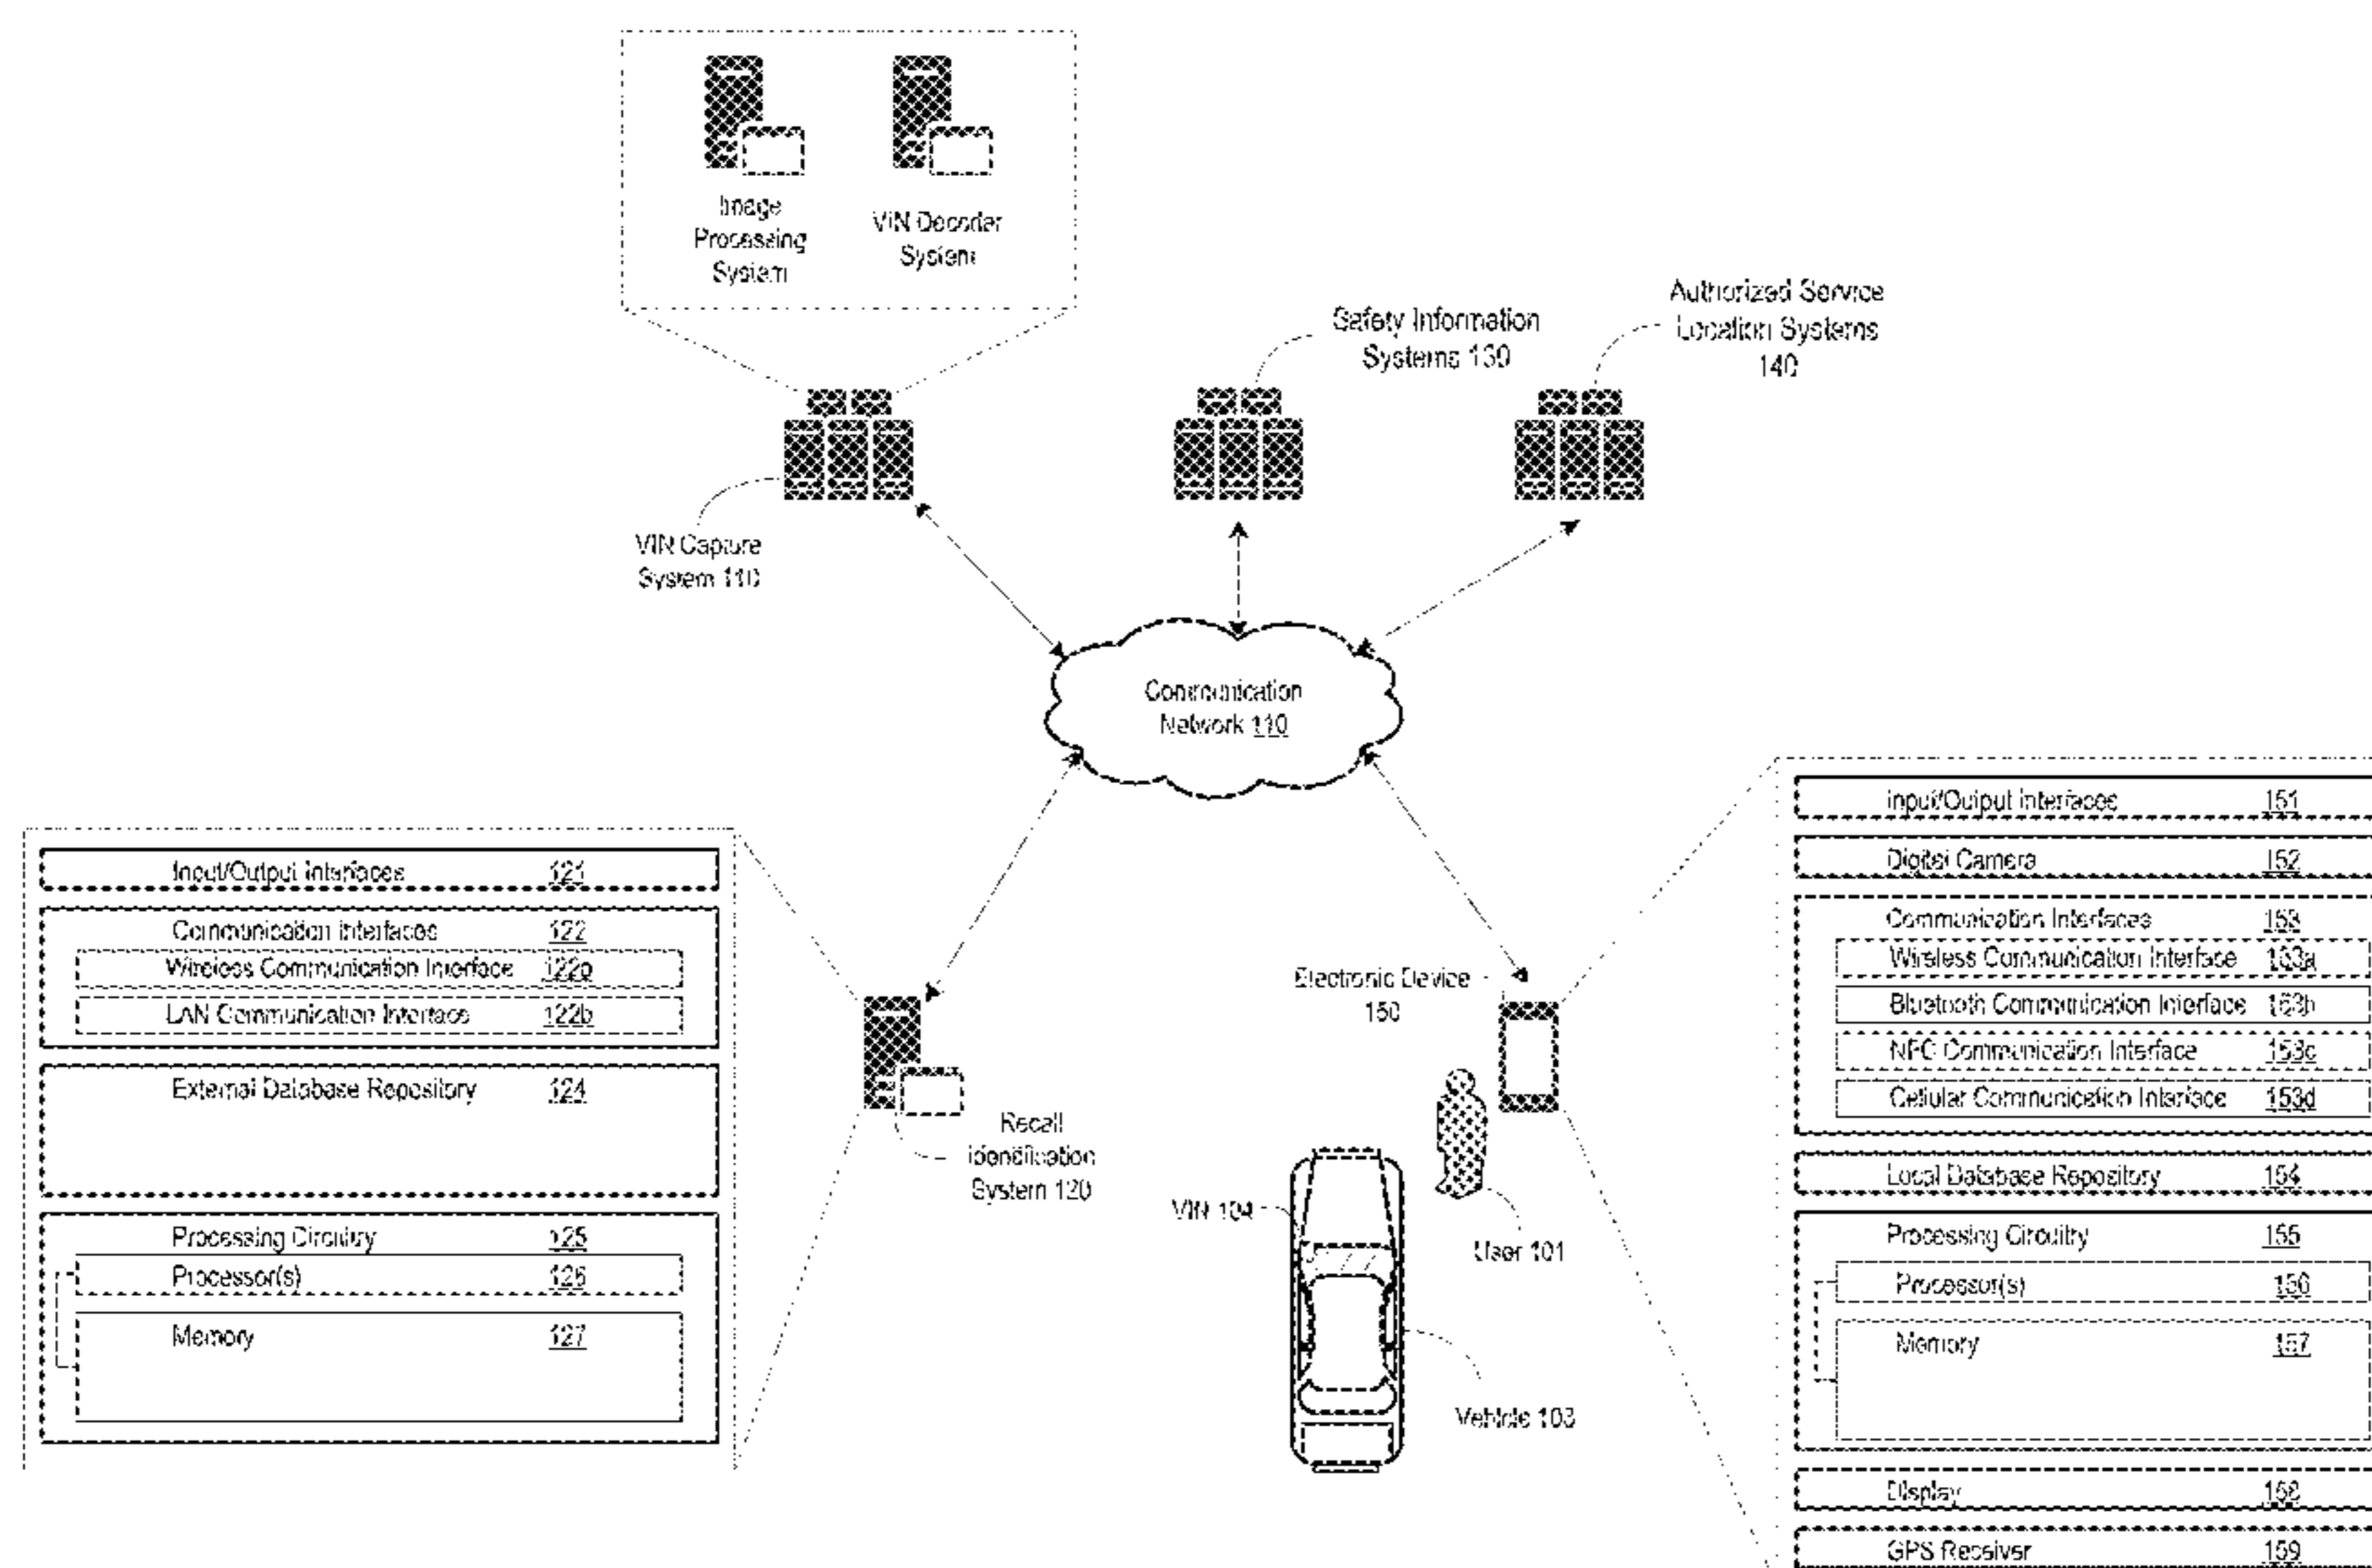 Image
Processing
System
VIN Decoder
System
Safety Information
Systems 130
Authorized Service
Location Systems
140
VIN Capture
System 110
Communication
Network 110
Input/Output Interfaces 121
Communication Interfaces 122
Wireless Communication Interface 122a
LAN Communication Interface 122b
External Database Repository 124
Processing Circuitry 125
Processor(s) 126
Memory 127
Recall
Identification
System 120
Electronic Device
150
VIN 104
User 101
Vehicle 103
Input/Output Interfaces 151
Digital Camera 152
Communication Interfaces 153
Wireless Communication Interface 153a
Bluetooth Communication Interface 153b
NFC Communication Interface 153c
Cellular Communication Interface 153d
Local Database Repository 154
Processing Circuitry 155
Processor(s) 156
Memory 157
Display 158
GPS Receiver 159